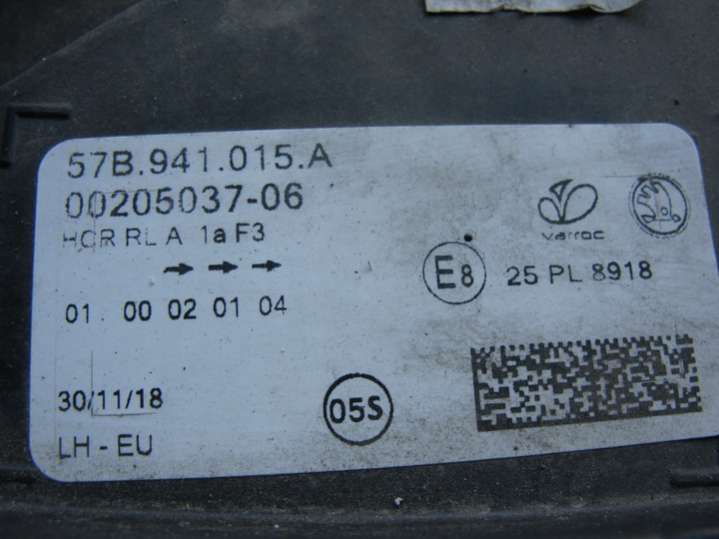 57B.941.015.A
00205037-06
HCR RL A 1a F3
varroc
E8 25 PL 8918
01. 00 02 01 04
30/11/18
05S
LH - EU